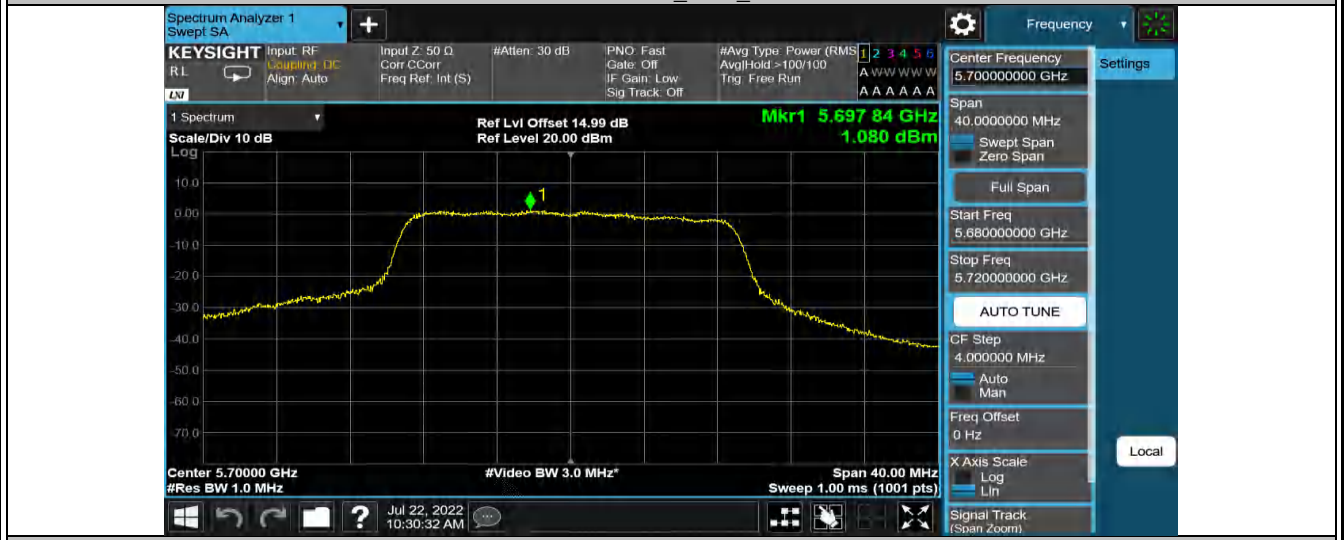 Spectrum Analyzer 1
Swept SA
Frequency
KEYSIGHT
Input: RF
Input Z: 50 Ω
#Atten: 30 dB
PNO: Fast
#Avg Type: Power (RMS
1 2 3 4 5 6
RL
Coupling: DC
Corr CCorr
Gate: Off
Avg|Hold >100/100
A W W W W W
Align: Auto
Freq Ref: Int (S)
IF Gain: Low
Trig: Free Run
LXI
Sig Track: Off
A A A A A A
1 Spectrum
Ref Lvl Offset 14.99 dB
Mkr1 5.697 84 GHz
Scale/Div 10 dB
Ref Level 20.00 dBm
1.080 dBm
Log
10.0
1
0.00
-10.0
-20.0
-30.0
-40.0
-50.0
-60.0
-70.0
Center 5.70000 GHz
#Video BW 3.0 MHz*
Span 40.00 MHz
#Res BW 1.0 MHz
Sweep 1.00 ms (1001 pts)
?
Jul 22, 2022
10:30:32 AM
Center Frequency
5.700000000 GHz
Settings
Span
40.0000000 MHz
Swept Span
Zero Span
Full Span
Start Freq
5.680000000 GHz
Stop Freq
5.720000000 GHz
AUTO TUNE
CF Step
4.000000 MHz
Auto
Man
Freq Offset
0 Hz
X Axis Scale
Log
Lin
Local
Signal Track
(Span Zoom)